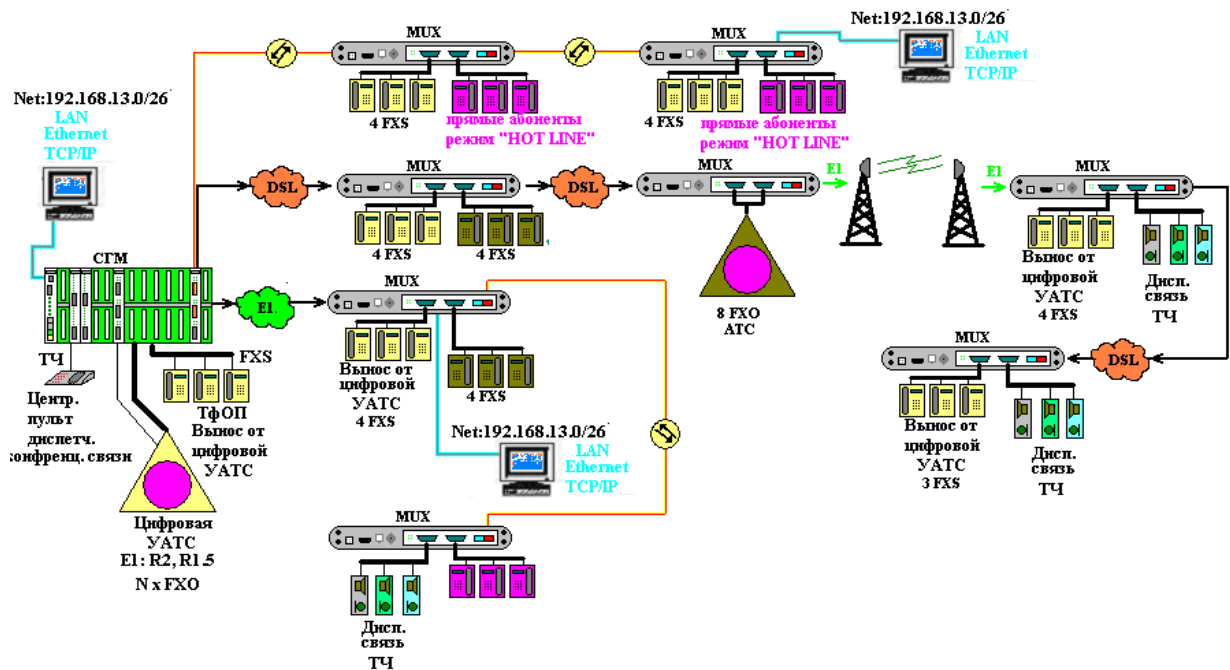 MUX
MUX
Net:192.168.13.0/26
LAN
Ethernet
TCP/IP
4 FXS
прямые абоненты
режим "HOT LINE"
4 FXS
прямые абоненты
режим "HOT LINE"
Net:192.168.13.0/26
LAN
Ethernet
TCP/IP
DSL
MUX
DSL
MUX
E1
E1
MUX
4 FXS
4 FXS
8 FXO
АТС
Вынос от
цифровой
УАТС
4 FXS
Дисп.
связь
ТЧ
СГМ
E1.
MUX
ТЧ
FXS
Центр.
пульт
диспетч.
конфренц. связи
ТфОП
Вынос от
цифровой
УАТС
Вынос от
цифровой
УАТС
4 FXS
4 FXS
MUX
DSL
Вынос от
цифровой
УАТС
3 FXS
Дисп.
связь
ТЧ
Net:192.168.13.0/26
LAN
Ethernet
TCP/IP
Цифровая
УАТС
E1: R2, R1.5
N x FXO
MUX
Дисп.
связь
ТЧ